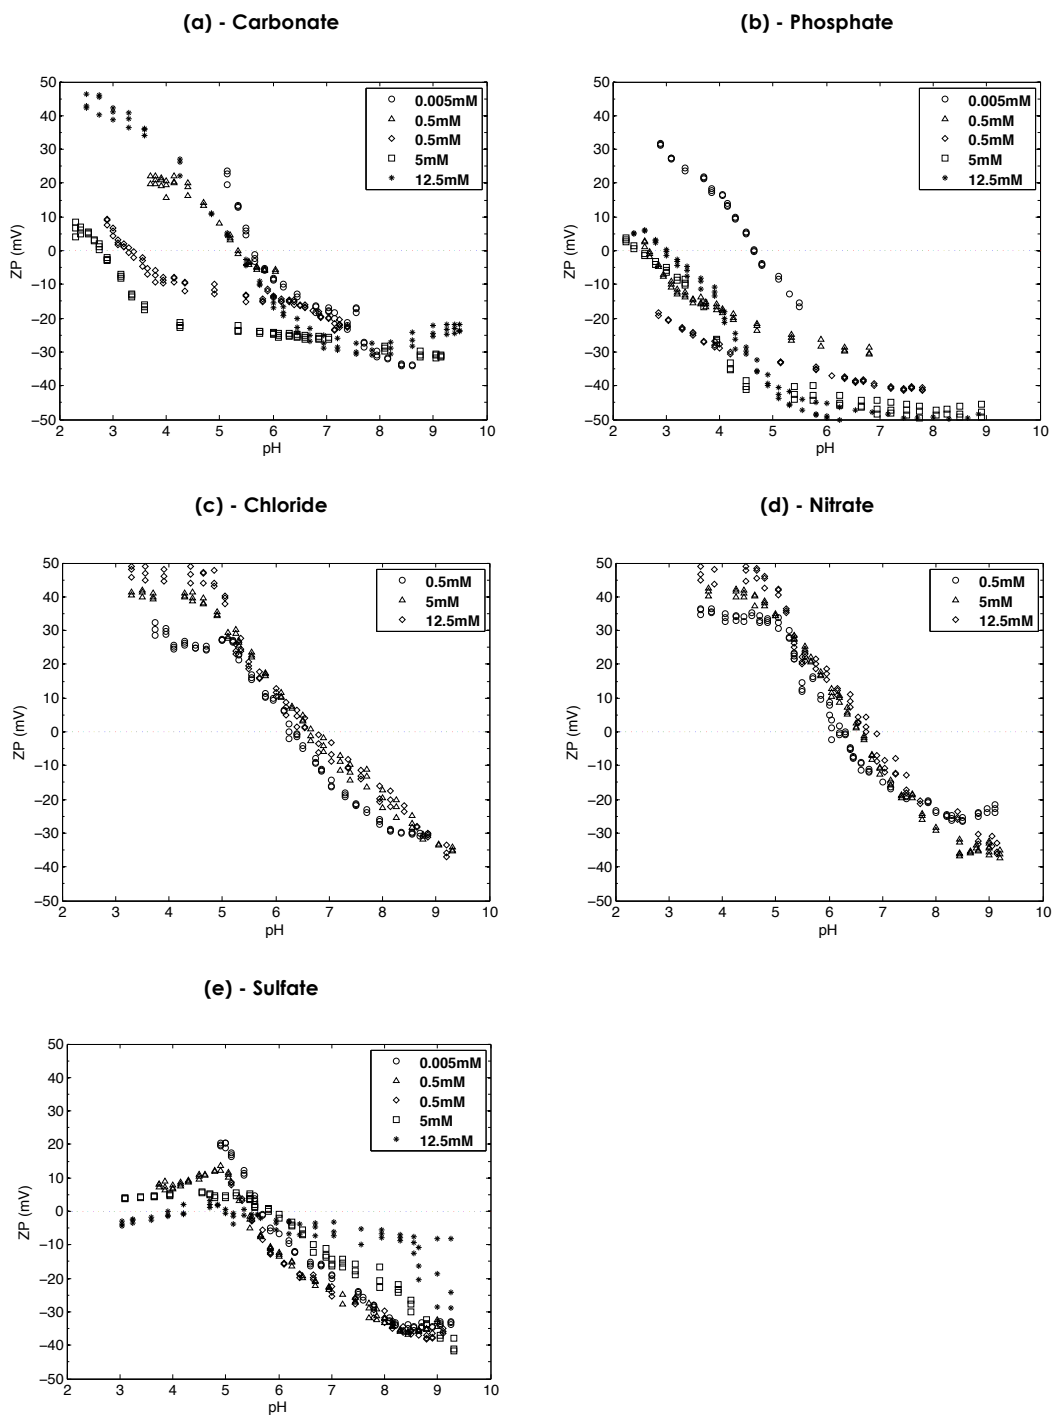 (a) - Carbonate
50
40
30
20
10
0
−10
−20
−30
−40
−50
ZP (mV)
2 3 4 5 6 7 8 9 10
pH
0.005mM
0.5mM
0.5mM
5mM
12.5mM
(b) - Phosphate
50
40
30
20
10
0
−10
−20
−30
−40
−50
ZP (mV)
2 3 4 5 6 7 8 9 10
pH
0.005mM
0.5mM
0.5mM
5mM
12.5mM
(c) - Chloride
50
40
30
20
10
0
−10
−20
−30
−40
−50
ZP (mV)
2 3 4 5 6 7 8 9 10
pH
0.5mM
5mM
12.5mM
(d) - Nitrate
50
40
30
20
10
0
−10
−20
−30
−40
−50
ZP (mV)
2 3 4 5 6 7 8 9 10
pH
0.5mM
5mM
12.5mM
(e) - Sulfate
50
40
30
20
10
0
−10
−20
−30
−40
−50
ZP (mV)
2 3 4 5 6 7 8 9 10
pH
0.005mM
0.5mM
0.5mM
5mM
12.5mM